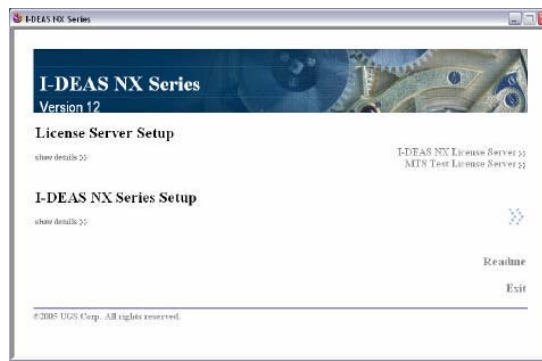 I-DEAS NX Series
I-DEAS NX Series
Version 12
License Server Setup
show details >>
I-DEAS NX License Server >>
MTS Test License Server >>
I-DEAS NX Series Setup
show details >>
>>
Readme
Exit
©2005 UGS Corp. All rights reserved.